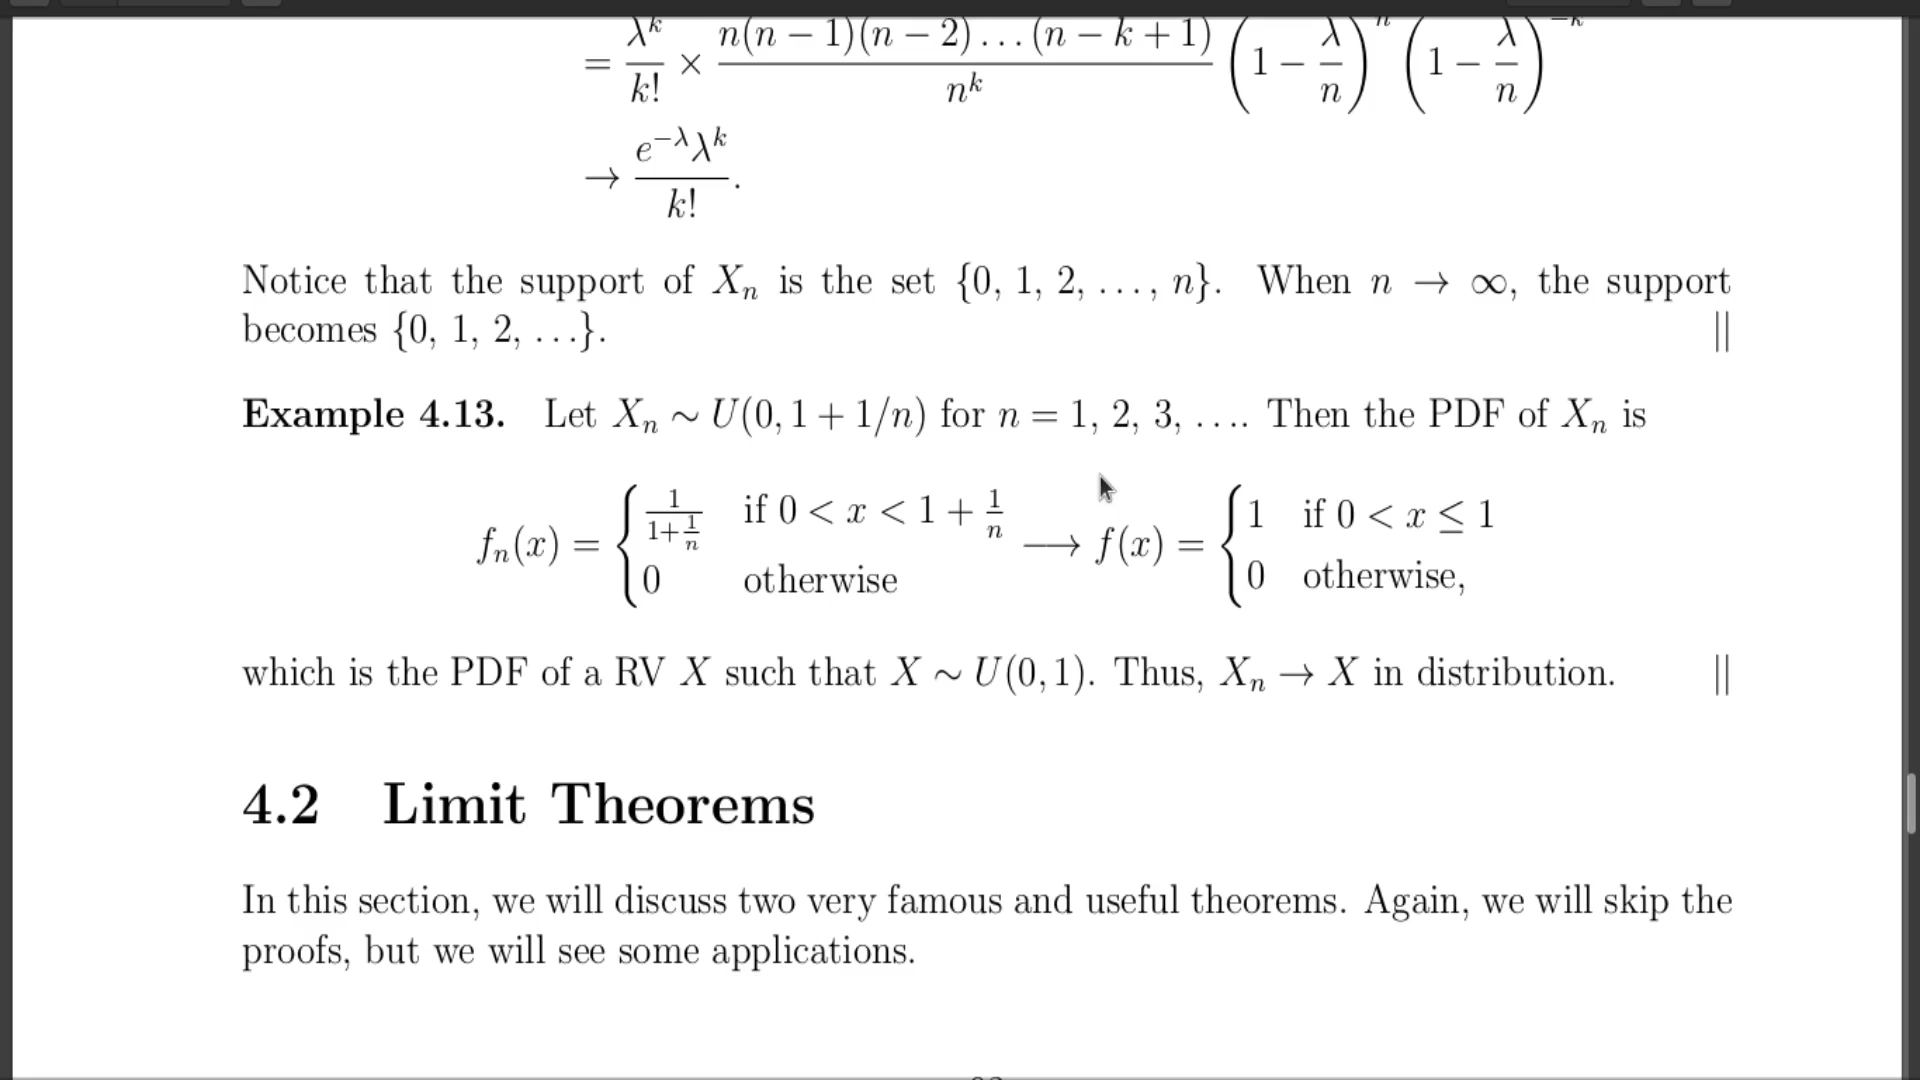 = λ^k/k! × n(n − 1)(n − 2) . . . (n − k + 1)/n^k (1 − λ/n)^n (1 − λ/n)^−k
→ e^−λ λ^k/k! .
Notice that the support of X_n is the set {0, 1, 2, . . . , n}. When n → ∞, the support
becomes {0, 1, 2, . . .}. ||
Example 4.13. Let X_n ∼ U(0, 1 + 1/n) for n = 1, 2, 3, . . . . Then the PDF of X_n is
f_n(x) = { 1/(1+1/n) if 0 < x < 1 + 1/n; 0 otherwise ⟶ f(x) = { 1 if 0 < x ≤ 1; 0 otherwise,
which is the PDF of a RV X such that X ∼ U(0, 1). Thus, X_n → X in distribution. ||
4.2 Limit Theorems
In this section, we will discuss two very famous and useful theorems. Again, we will skip the
proofs, but we will see some applications.